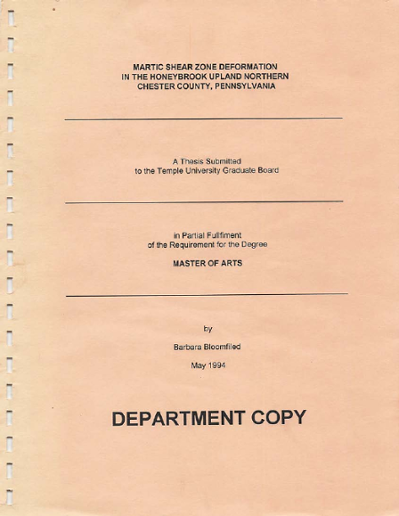 MARTIC SHEAR ZONE DEFORMATION
IN THE HONEYBROOK UPLAND NORTHERN
CHESTER COUNTY, PENNSYLVANIA
A Thesis Submitted
to the Temple University Graduate Board
in Partial Fullfilment
of the Requirement for the Degree
MASTER OF ARTS
by
Barbara Bloomfiled
May 1994
DEPARTMENT COPY